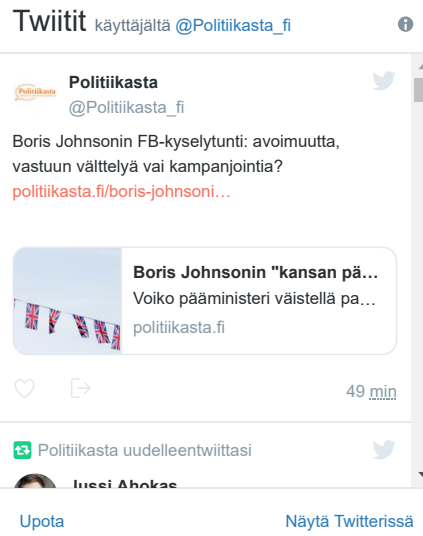 Twiitit käyttäjältä @Politiikasta_fi
Politiikasta
Politiikasta
@Politiikasta_fi
Boris Johnsonin FB-kyselytunti: avoimuutta,
vastuun välttelyä vai kampanjointia?
politiikasta.fi/boris-johnsoni…
Boris Johnsonin "kansan pä…
Voiko pääministeri väistellä pa…
politiikasta.fi
49 min
Politiikasta uudelleentwiittasi
Jussi Ahokas
Upota
Näytä Twitterissä